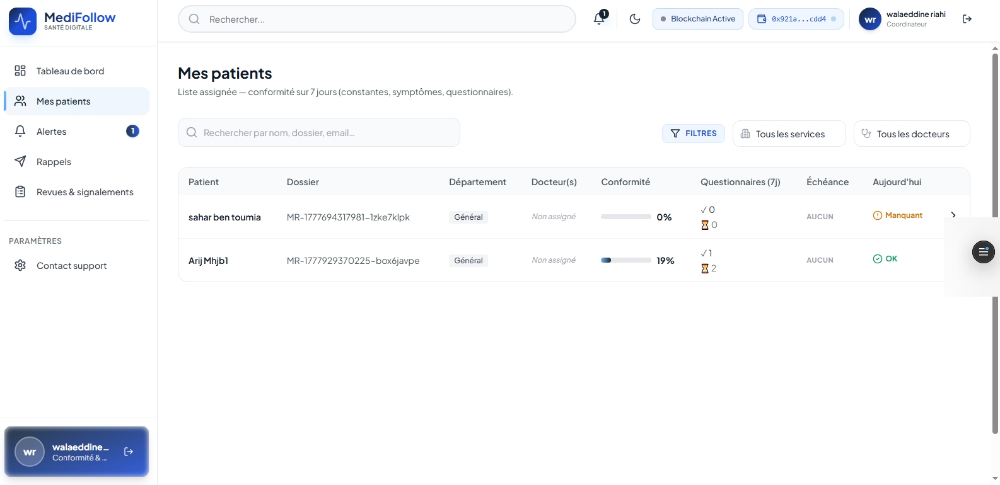 MediFollow
SANTÉ DIGITALE
Rechercher...
1
Blockchain Active
0x921a...cdd4
wr
walaeddine riahi
Coordinateur
Tableau de bord
Mes patients
Alertes
1
Rappels
Revues & signalements
PARAMÈTRES
Contact support
wr
walaeddine...
Conformité & ...
Mes patients
Liste assignée — conformité sur 7 jours (constantes, symptômes, questionnaires).
Rechercher par nom, dossier, email...
FILTRES
Tous les services
Tous les docteurs
Patient Dossier Département Docteur(s) Conformité Questionnaires (7j) Échéance Aujourd'hui
sahar ben toumia MR-1777694317981-1zke7klpk Général Non assigné 0% ✓ 0 ⌛ 0 AUCUN Manquant
Arij Mhjb1 MR-1777929370225-box6javpe Général Non assigné 19% ✓ 1 ⌛ 2 AUCUN OK